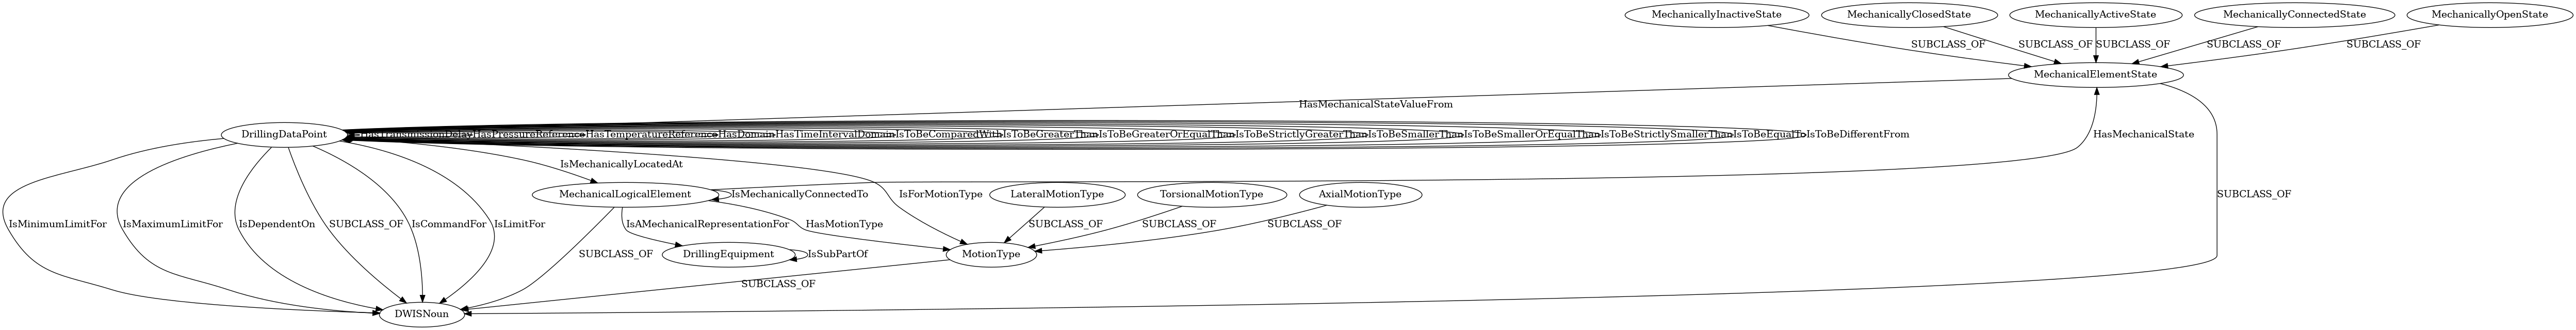 MechanicallyInactiveState
MechanicallyClosedState
MechanicallyActiveState
MechanicallyConnectedState
MechanicallyOpenState
SUBCLASS_OF
SUBCLASS_OF
SUBCLASS_OF
SUBCLASS_OF
SUBCLASS_OF
MechanicalElementState
HasMechanicalStateValueFrom
DrillingDataPoint
HasTransmissionDelay
HasPressureReference
HasTemperatureReference
HasDomain
HasTimeIntervalDomain
IsToBeComparedWith
IsToBeGreaterThan
IsToBeGreaterOrEqualThan
IsToBeStrictlyGreaterThan
IsToBeSmallerThan
IsToBeSmallerOrEqualThan
IsToBeStrictlySmallerThan
IsToBeEqualTo
IsToBeDifferentFrom
HasMechanicalState
IsMechanicallyLocatedAt
MechanicalLogicalElement
IsMechanicallyConnectedTo
IsForMotionType
LateralMotionType
TorsionalMotionType
AxialMotionType
SUBCLASS_OF
IsMinimumLimitFor
IsMaximumLimitFor
IsDependentOn
SUBCLASS_OF
IsCommandFor
IsLimitFor
IsAMechanicalRepresentationFor
HasMotionType
SUBCLASS_OF
SUBCLASS_OF
SUBCLASS_OF
SUBCLASS_OF
DrillingEquipment
IsSubPartOf
MotionType
SUBCLASS_OF
DWISNoun